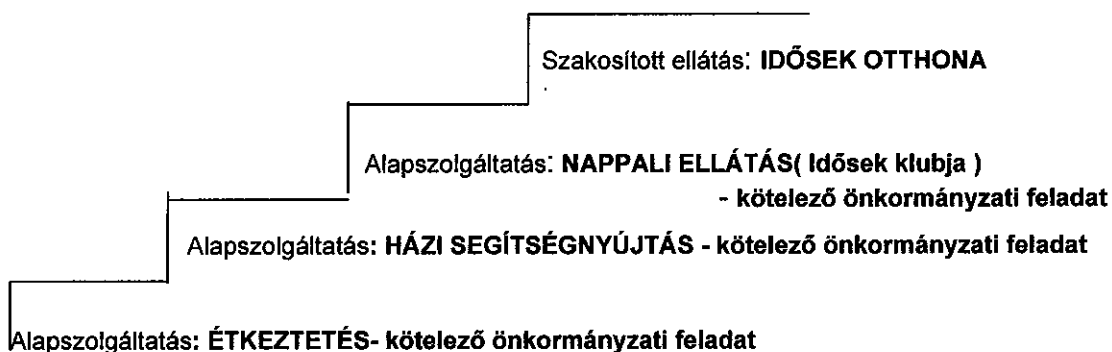 Szakosított ellátás: IDŐSEK OTTHONA
Alapszolgáltatás: NAPPALI ELLÁTÁS( Idősek klubja )
- kötelező önkormányzati feladat
Alapszolgáltatás: HÁZI SEGÍTSÉGNYÚJTÁS - kötelező önkormányzati feladat
Alapszolgáltatás: ÉTKEZTETÉS- kötelező önkormányzati feladat